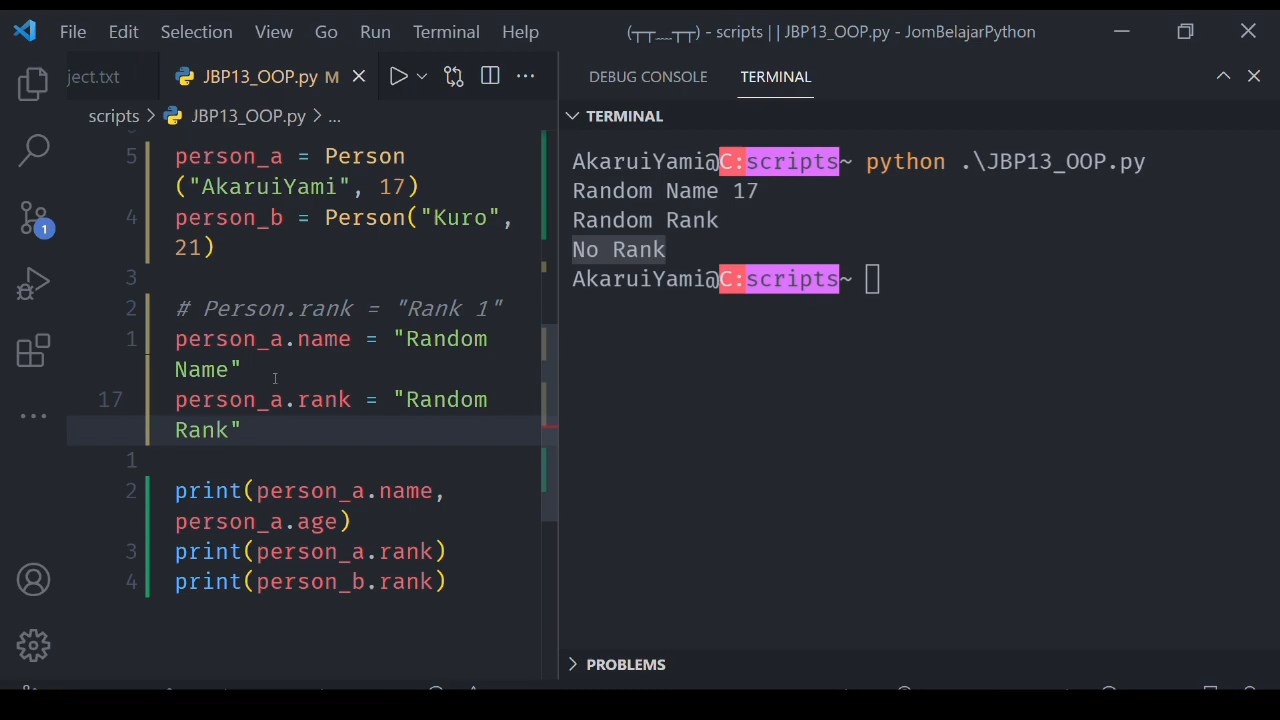 File Edit Selection View Go Run Terminal Help (┬┬﹏┬┬) - scripts || JBP13_OOP.py - JomBelajarPython
ject.txt JBP13_OOP.py M
scripts > JBP13_OOP.py > ...
5 person_a = Person
("AkaruiYami", 17)
4 person_b = Person("Kuro",
21)
3
2 # Person.rank = "Rank 1"
1 person_a.name = "Random
Name"
17 person_a.rank = "Random
Rank"
1
2 print(person_a.name,
person_a.age)
3 print(person_a.rank)
4 print(person_b.rank)
1
DEBUG CONSOLE TERMINAL
TERMINAL
AkaruiYami@C:scripts~ python .\JBP13_OOP.py
Random Name 17
Random Rank
No Rank
AkaruiYami@C:scripts~
PROBLEMS